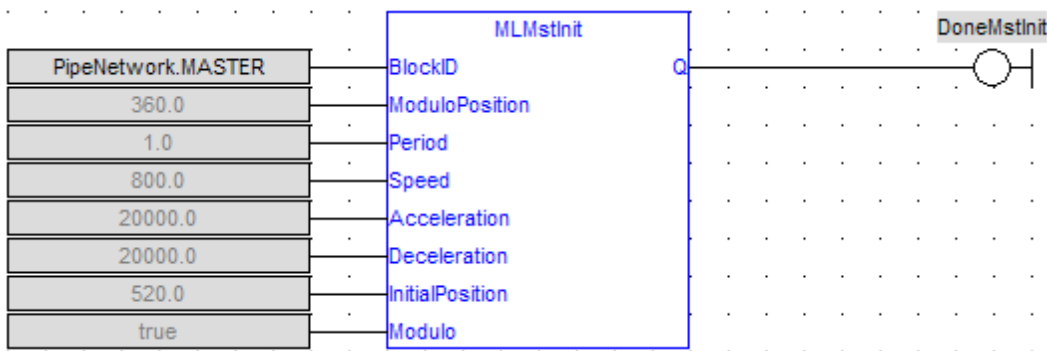 MLMstInit
DoneMstInit
PipeNetwork.MASTER BlockID Q
360.0 ModuloPosition
1.0 Period
800.0 Speed
20000.0 Acceleration
20000.0 Deceleration
520.0 InitialPosition
true Modulo